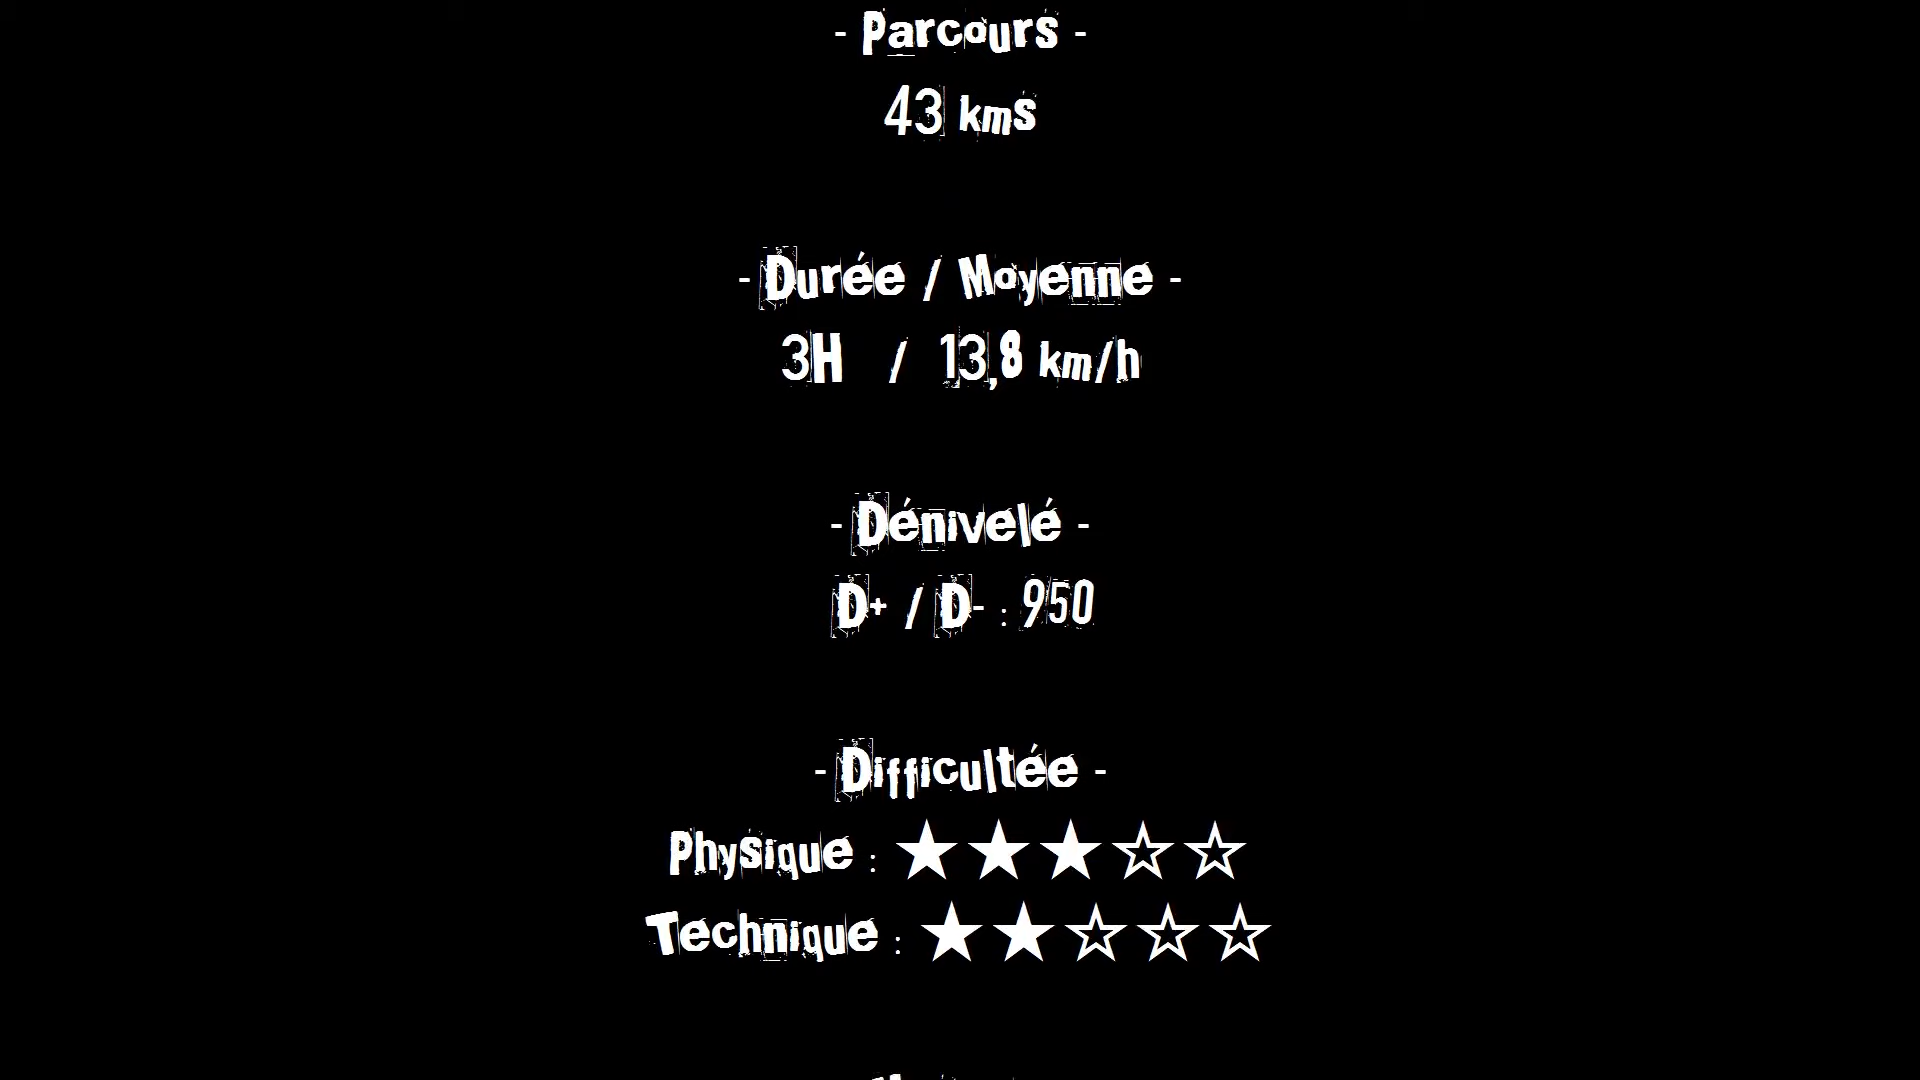 - Parcours -
43 kms
- Durée / Moyenne -
3H / 13,8 km/h
- Dénivelé -
D+ / D- : 950
- Difficultée -
Physique : ★★★☆☆
Technique : ★★☆☆☆